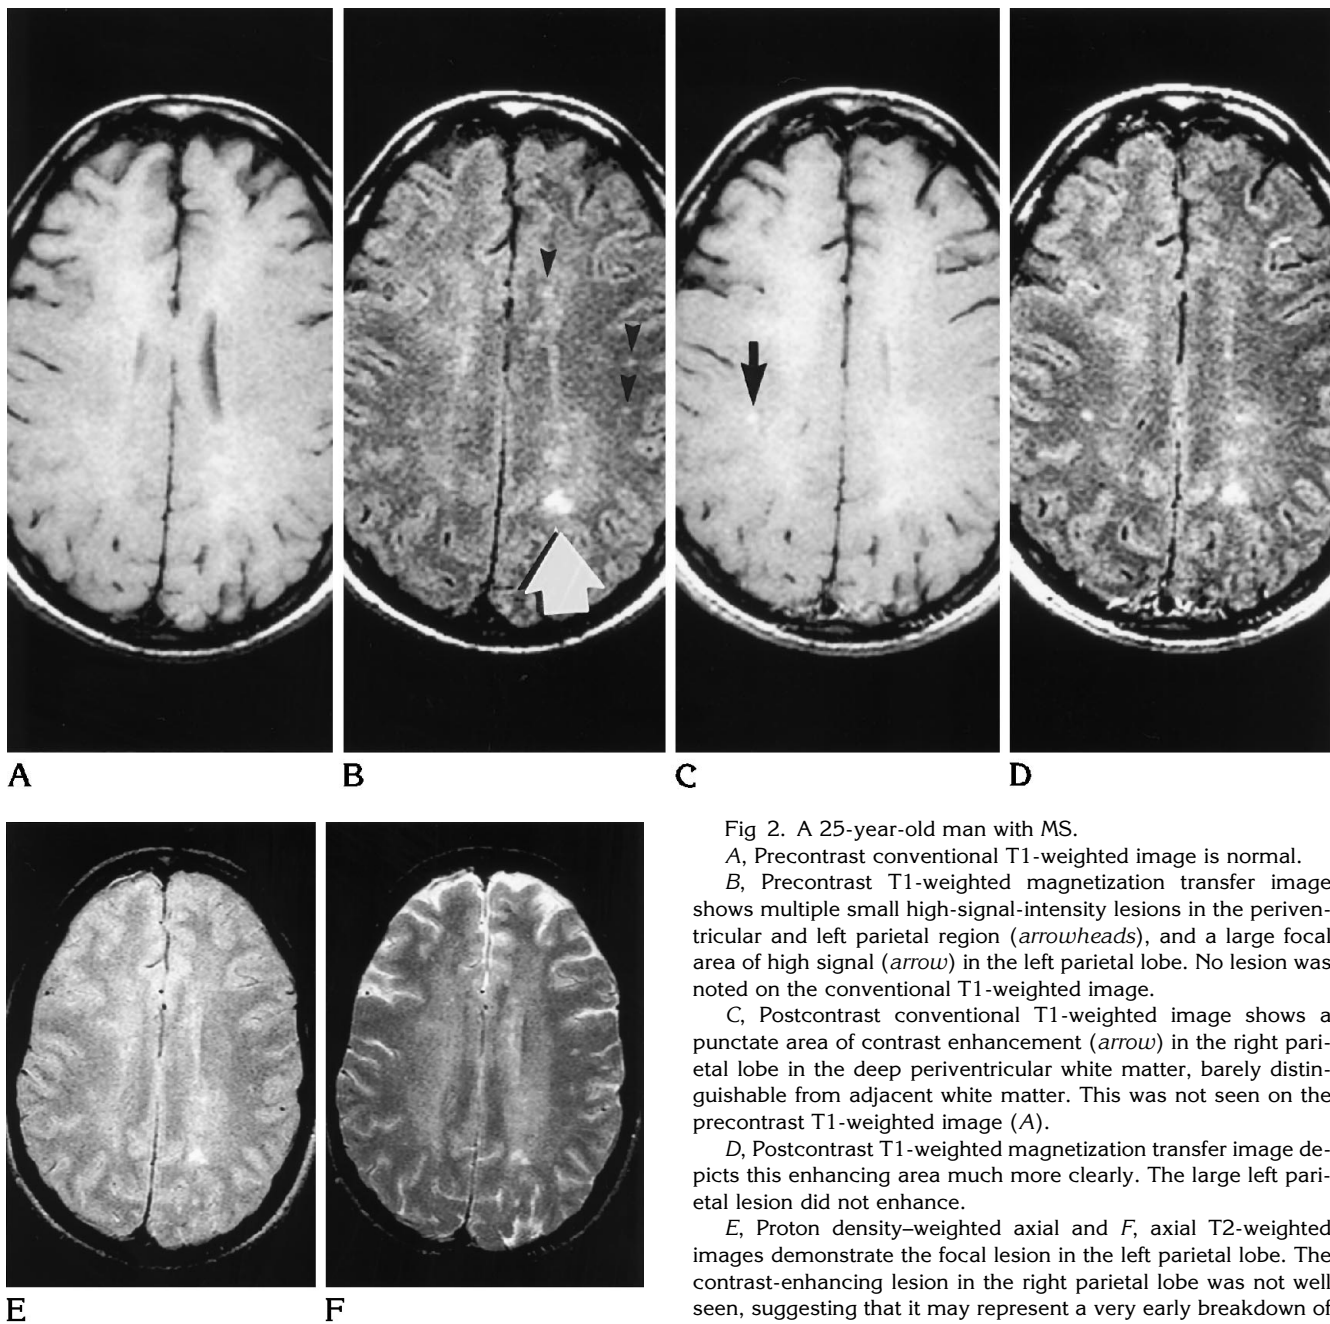 A
B
C
D
E
F
Fig 2. A 25-year-old man with MS.
A, Precontrast conventional T1-weighted image is normal.
B, Precontrast T1-weighted magnetization transfer image
shows multiple small high-signal-intensity lesions in the periven-
tricular and left parietal region (arrowheads), and a large focal
area of high signal (arrow) in the left parietal lobe. No lesion was
noted on the conventional T1-weighted image.
C, Postcontrast conventional T1-weighted image shows a
punctate area of contrast enhancement (arrow) in the right pari-
etal lobe in the deep periventricular white matter, barely distin-
guishable from adjacent white matter. This was not seen on the
precontrast T1-weighted image (A).
D, Postcontrast T1-weighted magnetization transfer image de-
picts this enhancing area much more clearly. The large left pari-
etal lesion did not enhance.
E, Proton density–weighted axial and F, axial T2-weighted
images demonstrate the focal lesion in the left parietal lobe. The
contrast-enhancing lesion in the right parietal lobe was not well
seen, suggesting that it may represent a very early breakdown of